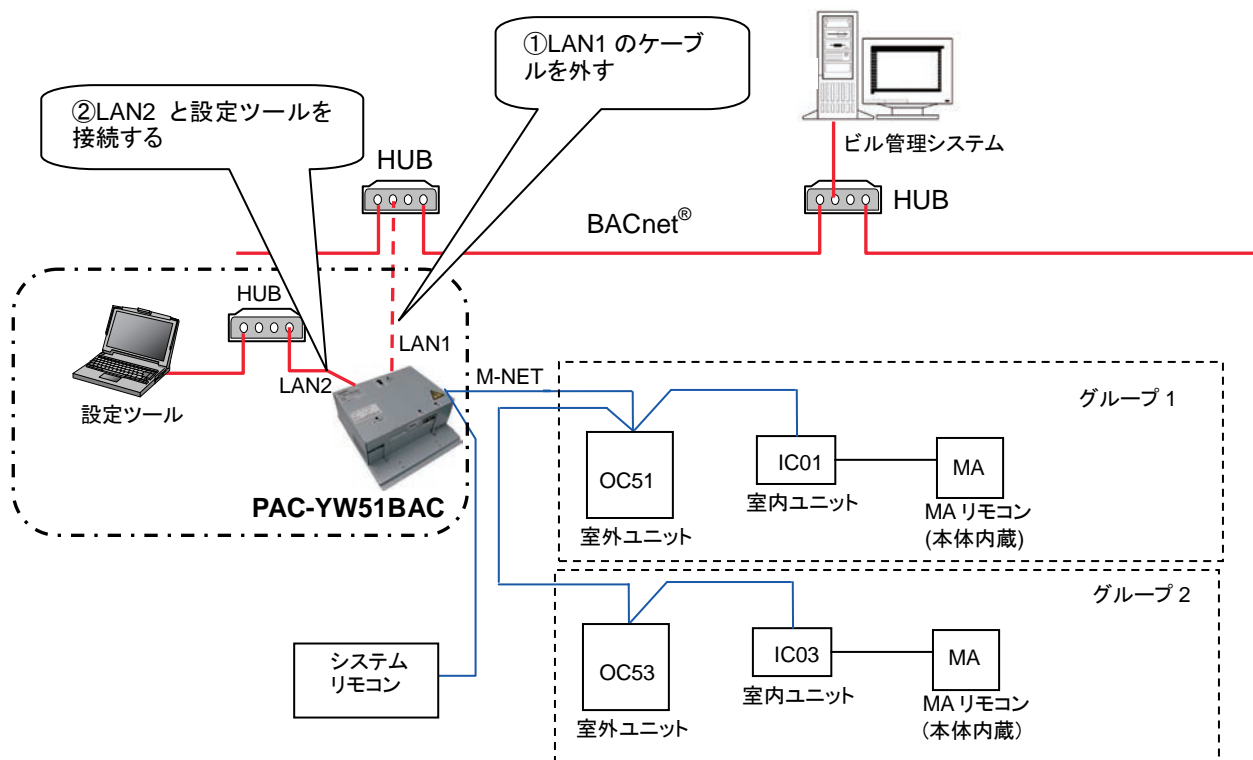 ①LAN1 のケーブ
ルを外す
②LAN2 と設定ツールを
接続する
HUB
ビル管理システム
HUB
BACnet®
HUB
LAN1
LAN2
設定ツール
M-NET
PAC-YW51BAC
グループ 1
OC51
室外ユニット
IC01
室内ユニット
MA
MA リモコン
(本体内蔵)
グループ 2
OC53
室外ユニット
IC03
室内ユニット
MA
MA リモコン
(本体内蔵)
システム
リモコン